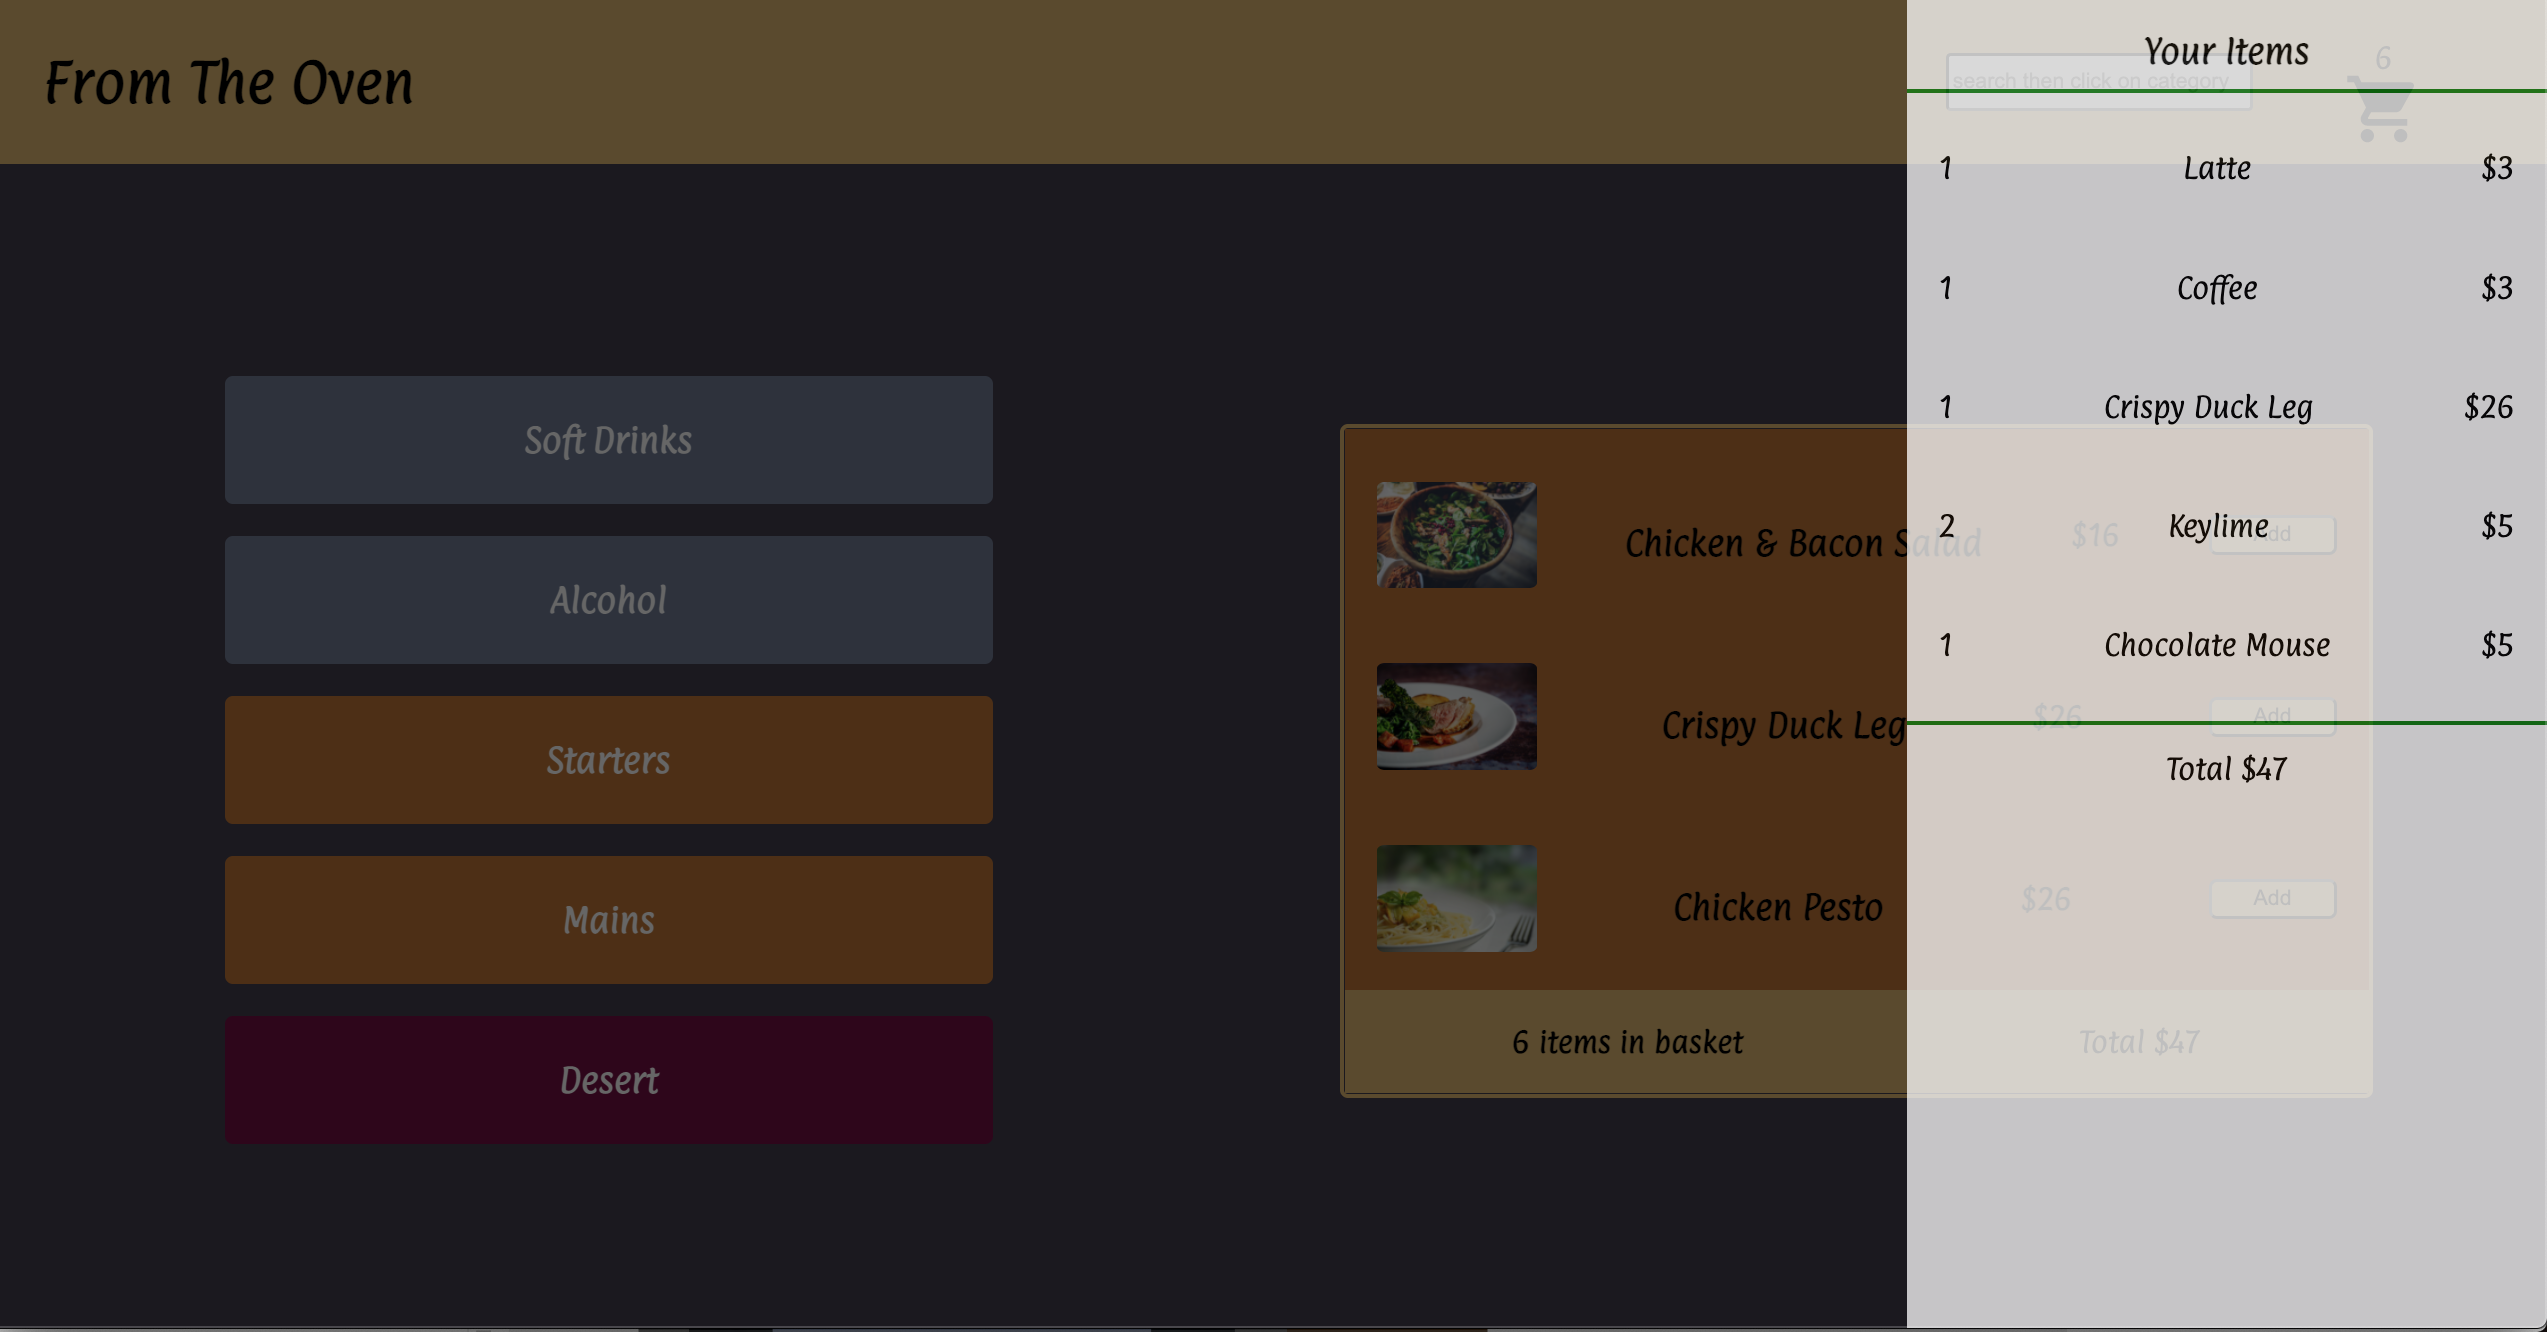 From The Oven
search then click on category
6
Soft Drinks
Alcohol
Starters
Mains
Desert
Chicken & Bacon Salad $16 Add
Crispy Duck Leg $26 Add
Chicken Pesto $26 Add
6 items in basket Total $47
Your Items
1 Latte $3
1 Coffee $3
1 Crispy Duck Leg $26
2 Keylime $5
1 Chocolate Mouse $5
Total $47